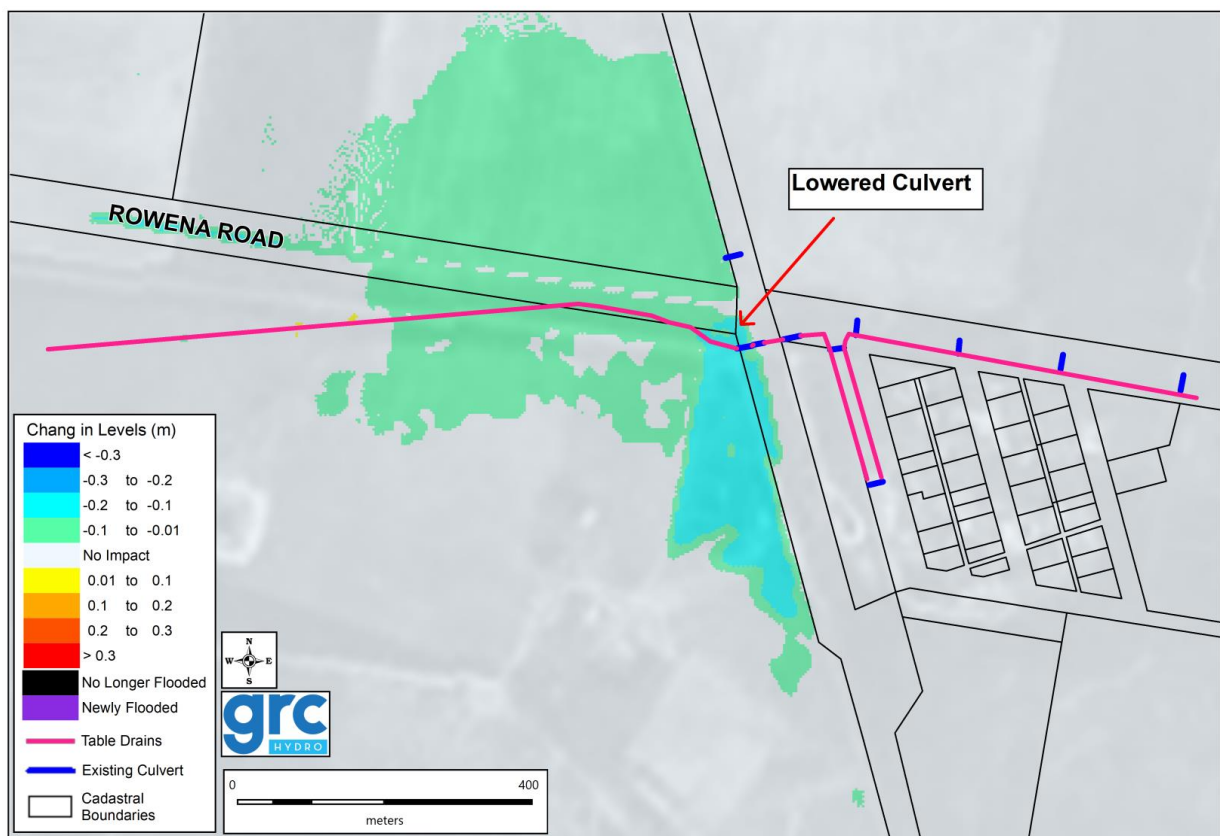 Lowered Culvert
ROWENA ROAD
Chang in Levels (m)
< -0.3
-0.3 to -0.2
-0.2 to -0.1
-0.1 to -0.01
No Impact
0.01 to 0.1
0.1 to 0.2
0.2 to 0.3
> 0.3
No Longer Flooded
Newly Flooded
Table Drains
Existing Culvert
Cadastral
Boundaries
N
W E
S
grc
HYDRO
0 400
meters